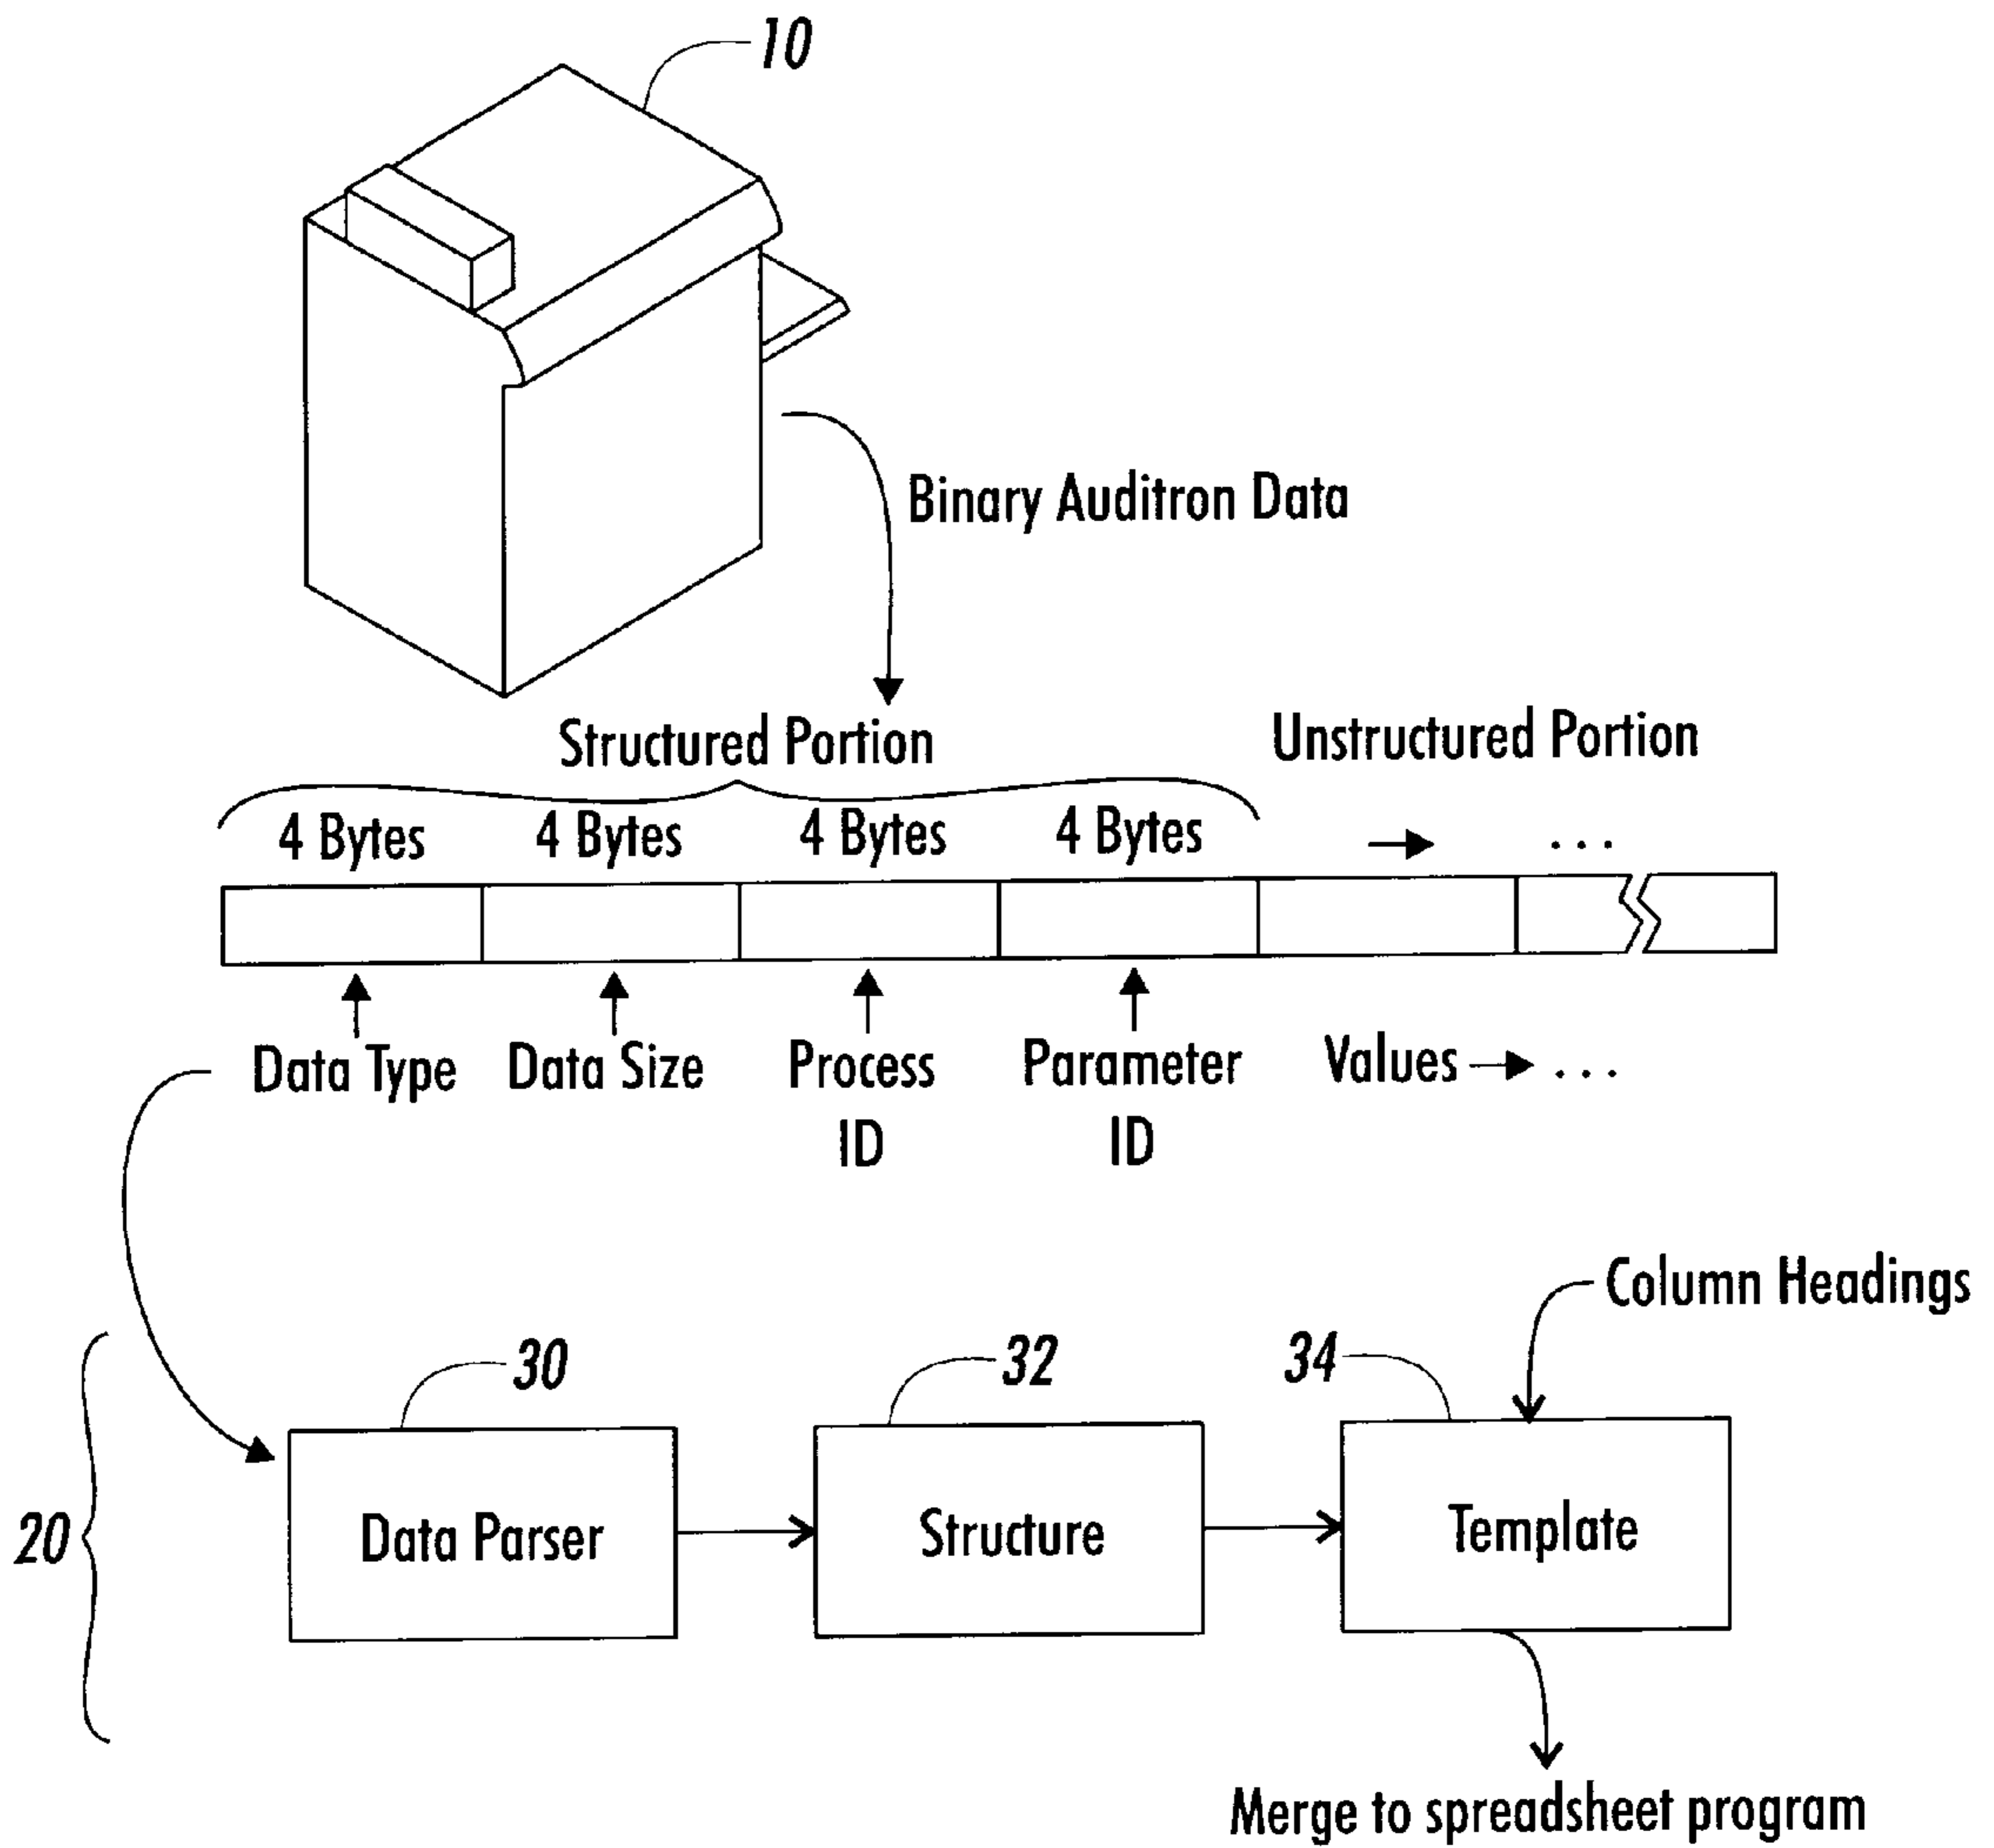 10
Binary Auditron Data
Structured Portion
Unstructured Portion
4 Bytes 4 Bytes 4 Bytes 4 Bytes → ...
Data Type Data Size Process ID Parameter ID Values → ...
Column Headings
30
32
34
20
Data Parser
Structure
Template
Merge to spreadsheet program